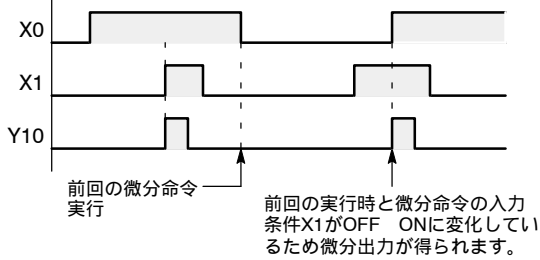 X0
X1
Y10
前回の微分命令
実行
前回の実行時と微分命令の入力
条件X1がOFF　ONに変化してい
るため微分出力が得られます。